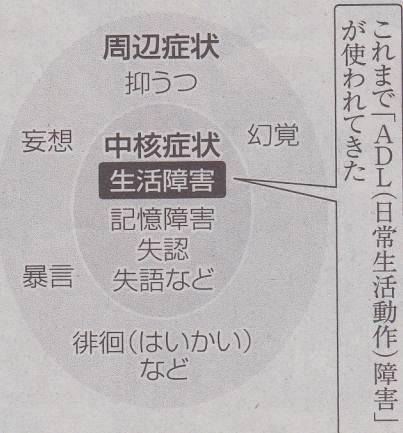 周辺症状
抑うつ
妄想
幻覚
中核症状
生活障害
記憶障害
失認
失語など
暴言
徘徊(はいかい)
など
これまで「ADL(日常生活動作)障害」
が使われてきた